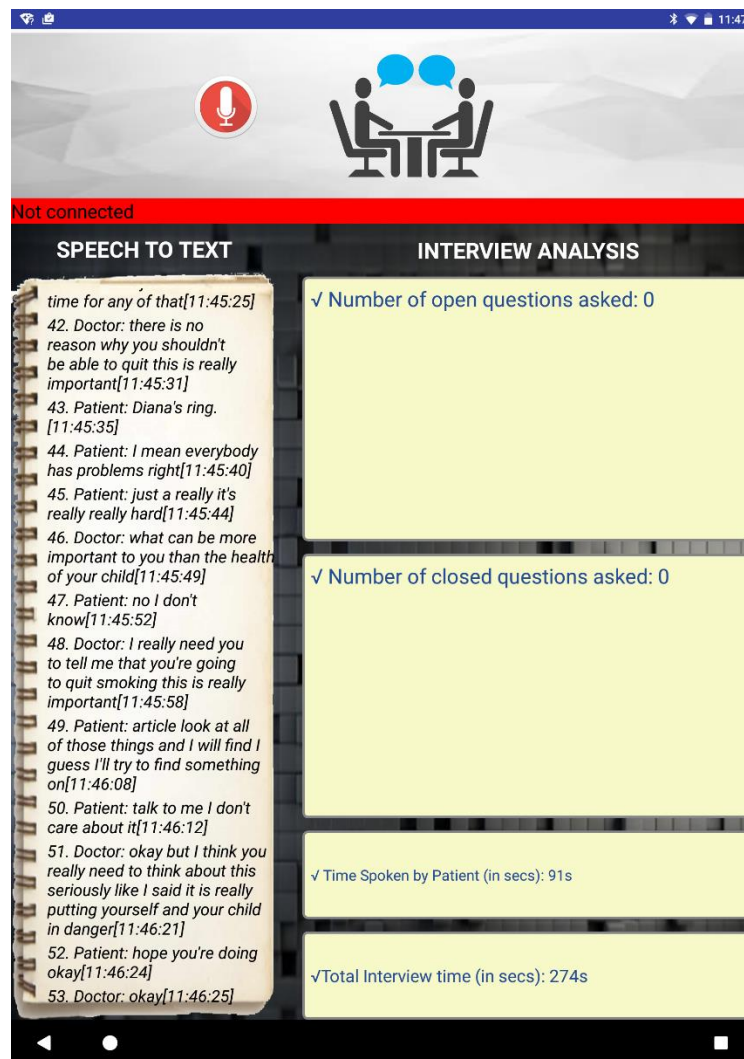 11:47
Not connected
SPEECH TO TEXT
time for any of that[11:45:25]
42. Doctor: there is no
reason why you shouldn't
be able to quit this is really
important[11:45:31]
43. Patient: Diana's ring.
[11:45:35]
44. Patient: I mean everybody
has problems right[11:45:40]
45. Patient: just a really it's
really really hard[11:45:44]
46. Doctor: what can be more
important to you than the health
of your child[11:45:49]
47. Patient: no I don't
know[11:45:52]
48. Doctor: I really need you
to tell me that you're going
to quit smoking this is really
important[11:45:58]
49. Patient: article look at all
of those things and I will find I
guess I'll try to find something
on[11:46:08]
50. Patient: talk to me I don't
care about it[11:46:12]
51. Doctor: okay but I think you
really need to think about this
seriously like I said it is really
putting yourself and your child
in danger[11:46:21]
52. Patient: hope you're doing
okay[11:46:24]
53. Doctor: okay[11:46:25]
INTERVIEW ANALYSIS
√ Number of open questions asked: 0
√ Number of closed questions asked: 0
√ Time Spoken by Patient (in secs): 91s
√Total Interview time (in secs): 274s